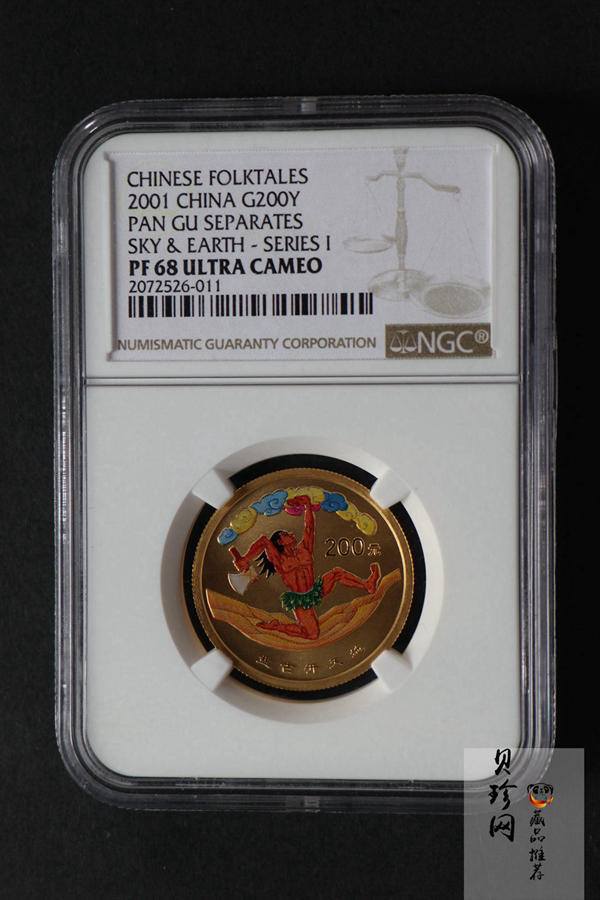 CHINESE FOLKTALES
2001 CHINA G200Y
PAN GU SEPARATES
SKY & EARTH - SERIES I
PF 68 ULTRA CAMEO
2072526-011
NUMISMATIC GUARANTY CORPORATION
NGC®
200元
盘古开天地
贝珍网
藏品推荐